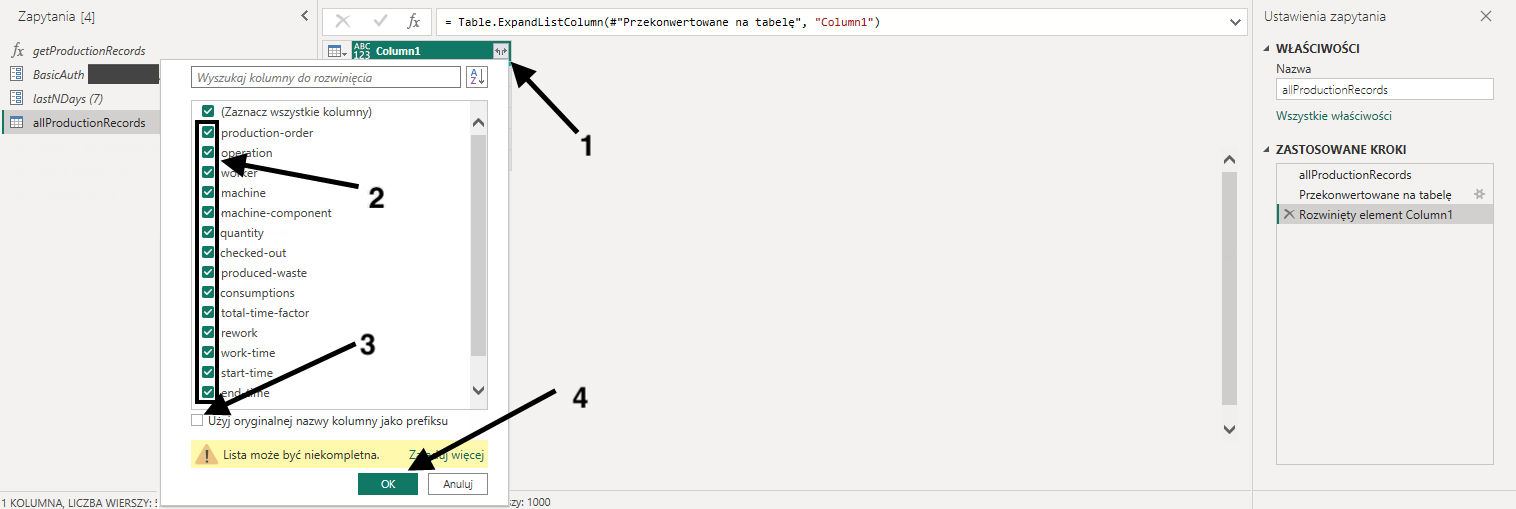 Zapytania [4]
getProductionRecords
BasicAuth
lastNDays (7)
allProductionRecords
fx
= Table.ExpandListColumn(#"Przekonwertowane na tabelę", "Column1")
ABC
123
Column1
Wyszukaj kolumny do rozwinięcia
A
Z
(Zaznacz wszystkie kolumny)
production-order
operation
worker
machine
machine-component
quantity
checked-out
produced-waste
consumptions
total-time-factor
rework
work-time
start-time
end-time
Użyj oryginalnej nazwy kolumny jako prefiksu
Lista może być niekompletna.
Załaduj więcej
OK
Anuluj
1
2
3
4
Ustawienia zapytania
WŁAŚCIWOŚCI
Nazwa
allProductionRecords
Wszystkie właściwości
ZASTOSOWANE KROKI
allProductionRecords
Przekonwertowane na tabelę
Rozwinięty element Column1
1 KOLUMNA, LICZBA WIERSZY:
1000